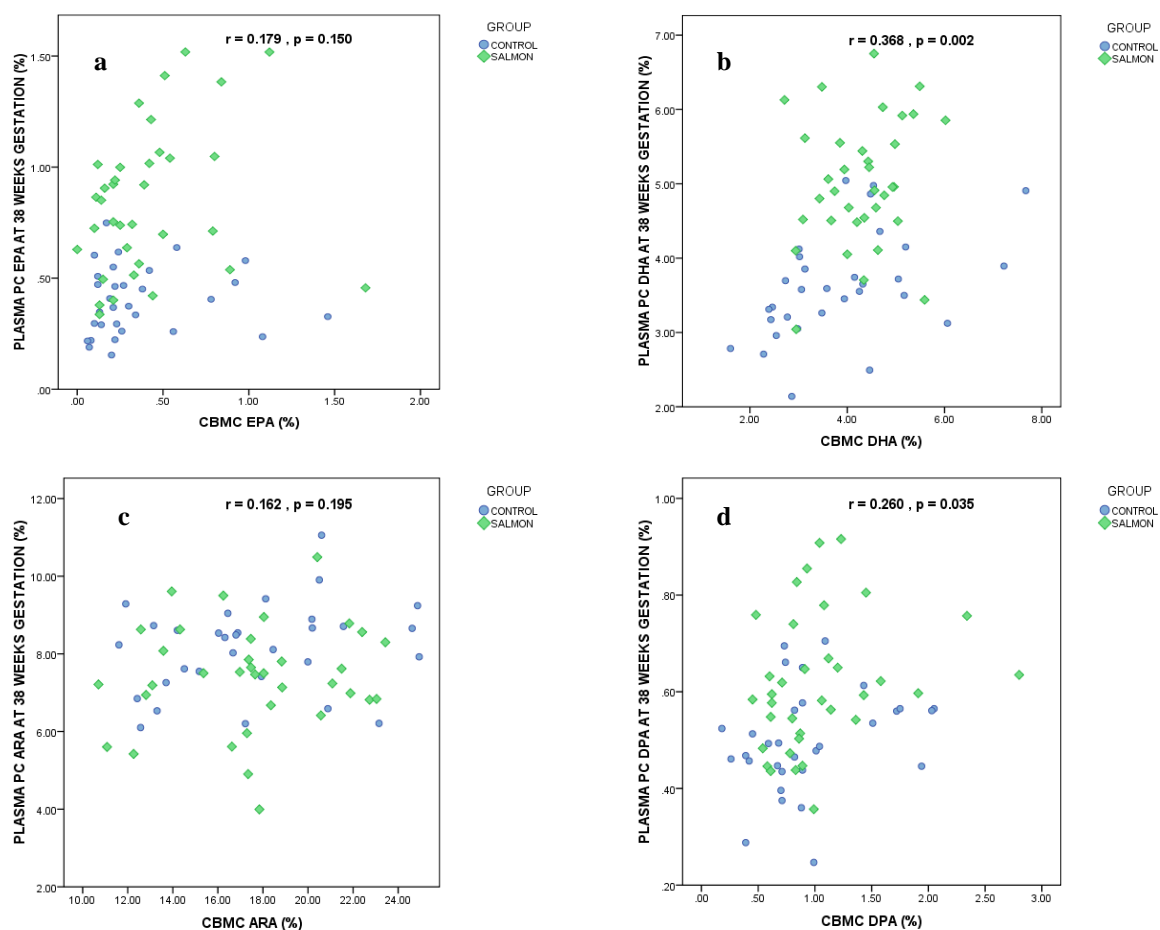 a
r = 0.179 , p = 0.150
GROUP
CONTROL
SALMON
PLASMA PC EPA AT 38 WEEKS GESTATION (%)
1.50
1.00
.50
.00
.00 .50 1.00 1.50 2.00
CBMC EPA (%)
b
r = 0.368 , p = 0.002
GROUP
CONTROL
SALMON
PLASMA PC DHA AT 38 WEEKS GESTATION (%)
7.00
6.00
5.00
4.00
3.00
2.00
2.00 4.00 6.00 8.00
CBMC DHA (%)
c
r = 0.162 , p = 0.195
GROUP
CONTROL
SALMON
PLASMA PC ARA AT 38 WEEKS GESTATION (%)
12.00
10.00
8.00
6.00
4.00
2.00
10.00 12.00 14.00 16.00 18.00 20.00 22.00 24.00
CBMC ARA (%)
d
r = 0.260 , p = 0.035
GROUP
CONTROL
SALMON
PLASMA PC DPA AT 38 WEEKS GESTATION (%)
1.00
.80
.60
.40
.20
.00 .50 1.00 1.50 2.00 2.50 3.00
CBMC DPA (%)